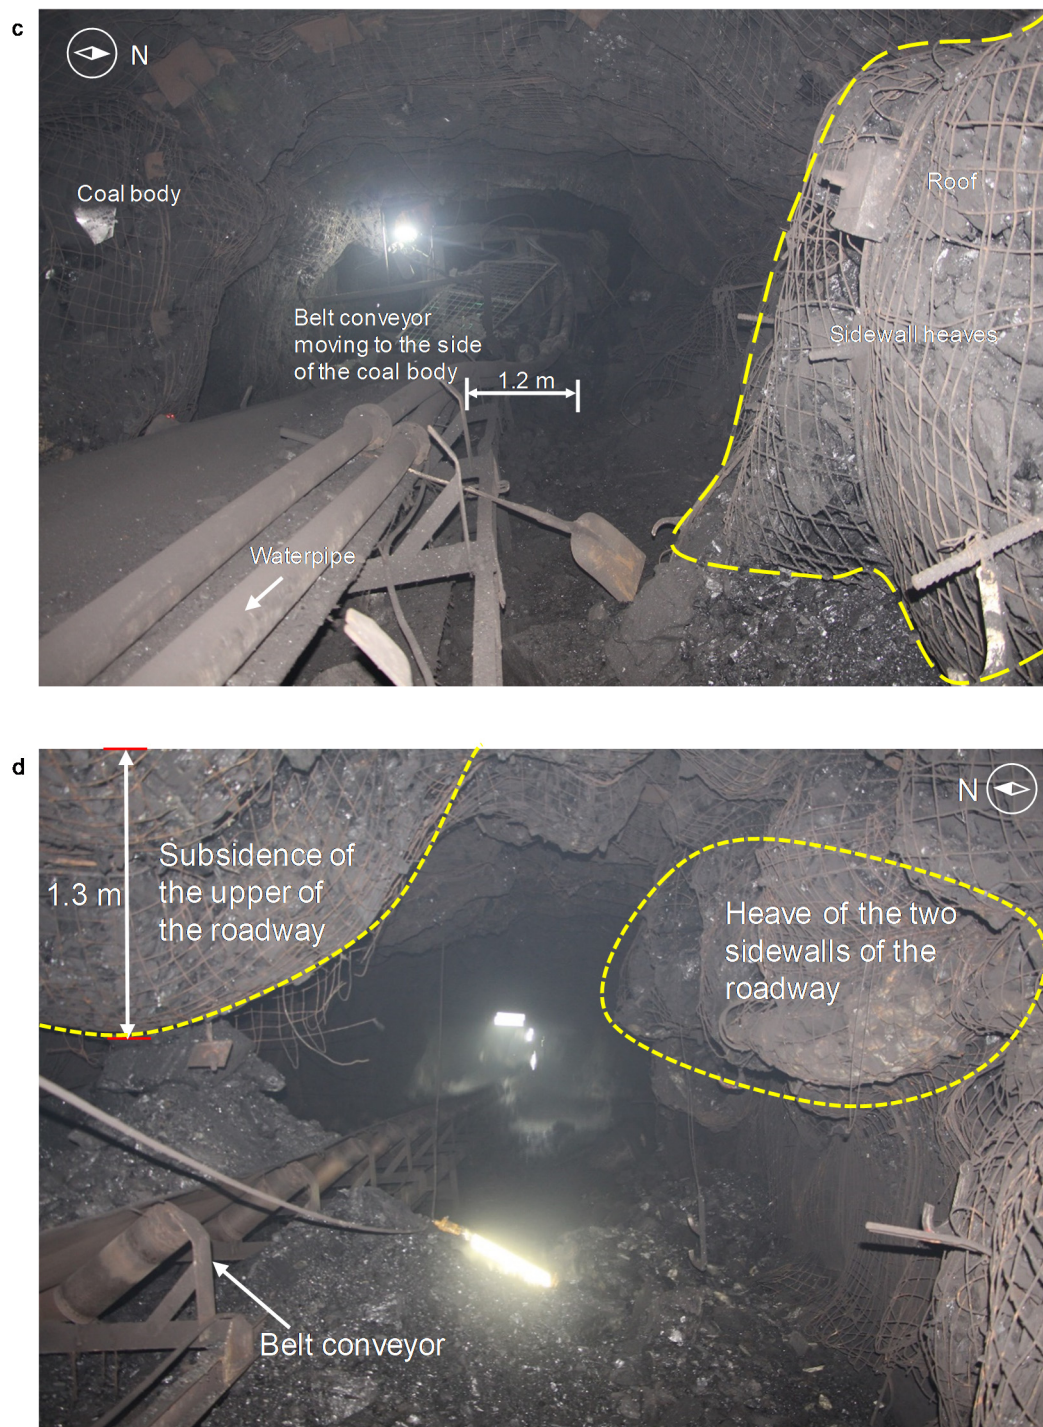 c
N
Coal body
Roof
Belt conveyor
moving to the side
of the coal body
Sidewall heaves
1.2 m
Waterpipe
d
N
Subsidence of
the upper of
the roadway
1.3 m
Heave of the two
sidewalls of the
roadway
Belt conveyor